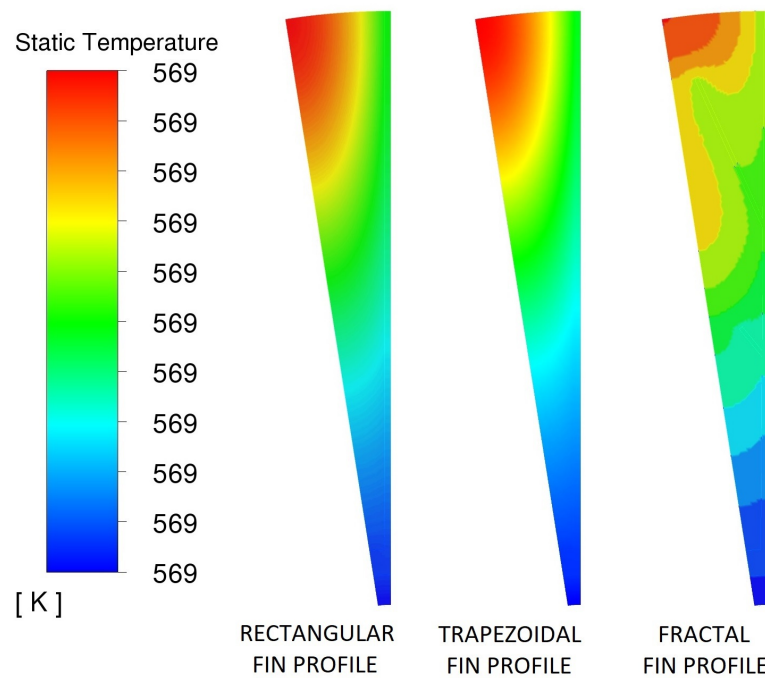 Static Temperature
569
569
569
569
569
569
569
569
569
569
569
[ K ]
RECTANGULAR
FIN PROFILE
TRAPEZOIDAL
FIN PROFILE
FRACTAL
FIN PROFILE